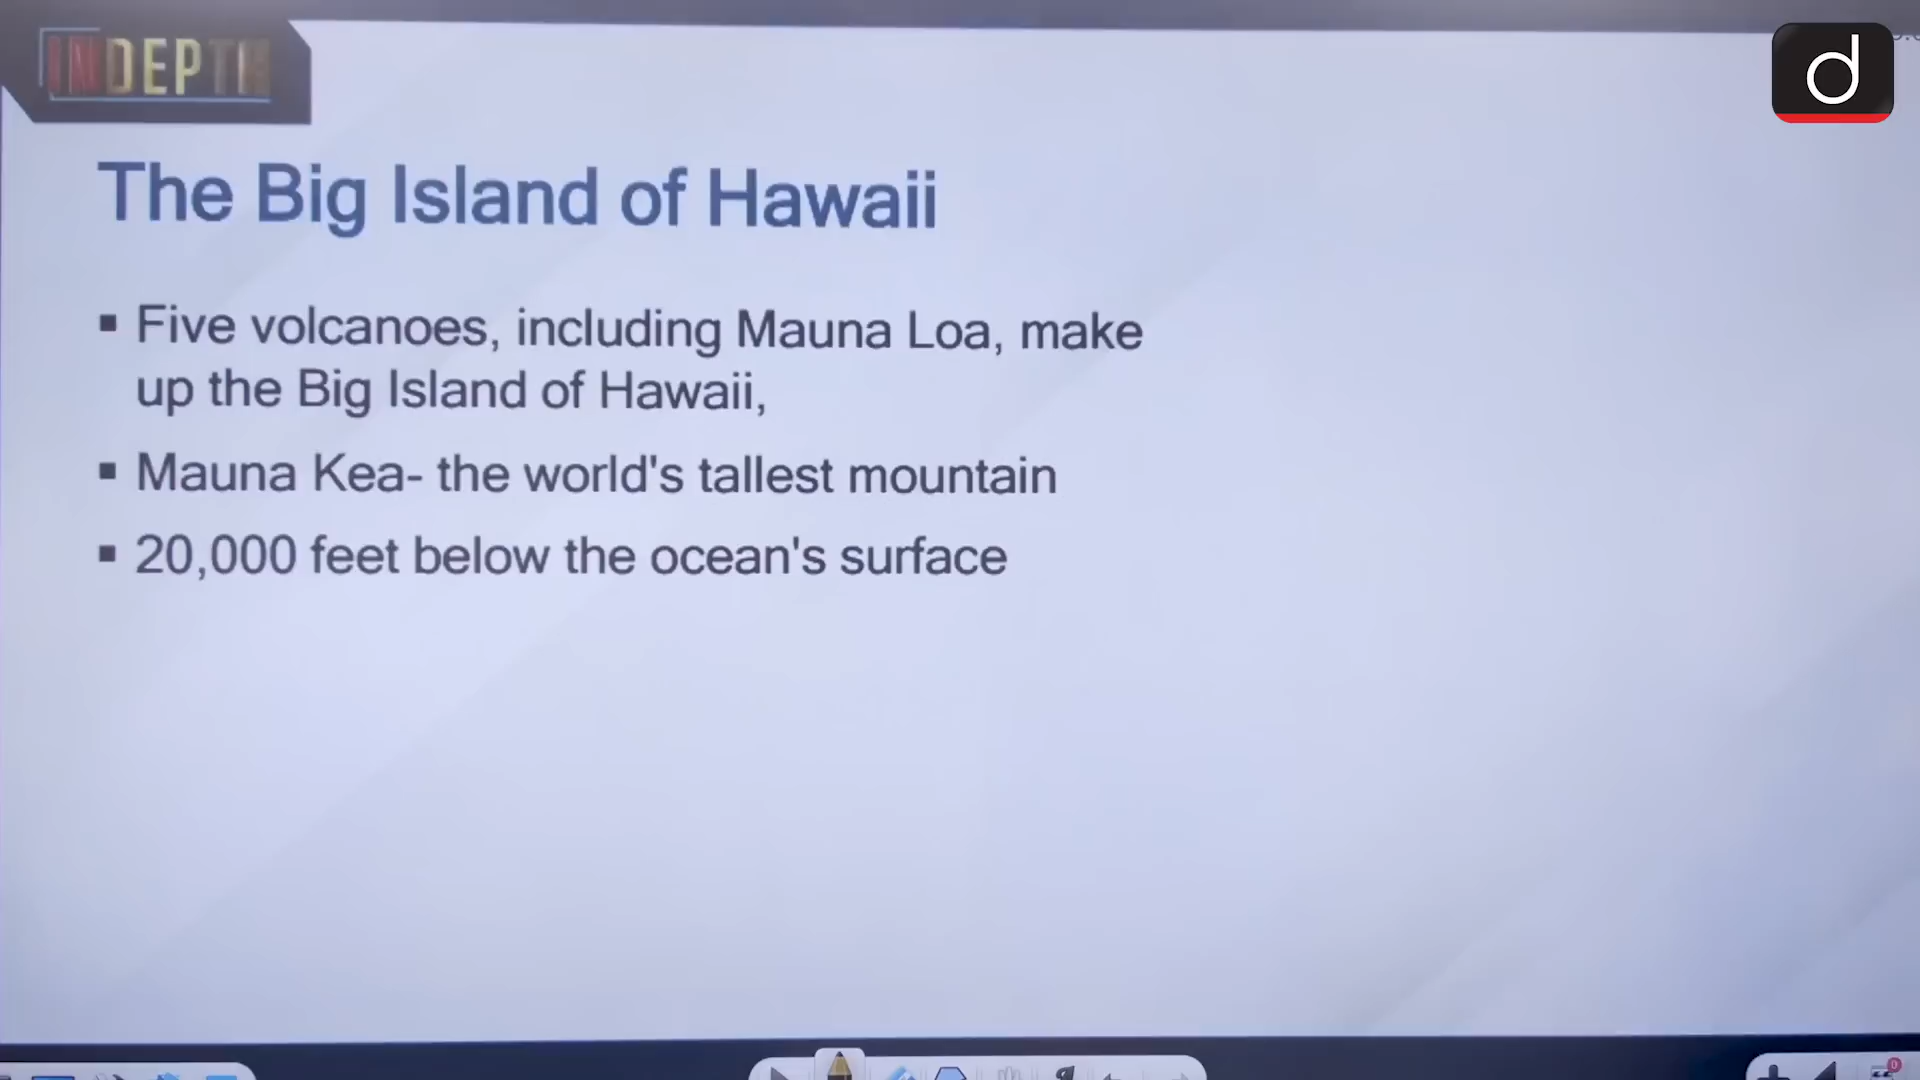 INDEPTH
d
The Big Island of Hawaii
▪ Five volcanoes, including Mauna Loa, make
up the Big Island of Hawaii,
▪ Mauna Kea- the world's tallest mountain
▪ 20,000 feet below the ocean's surface
0